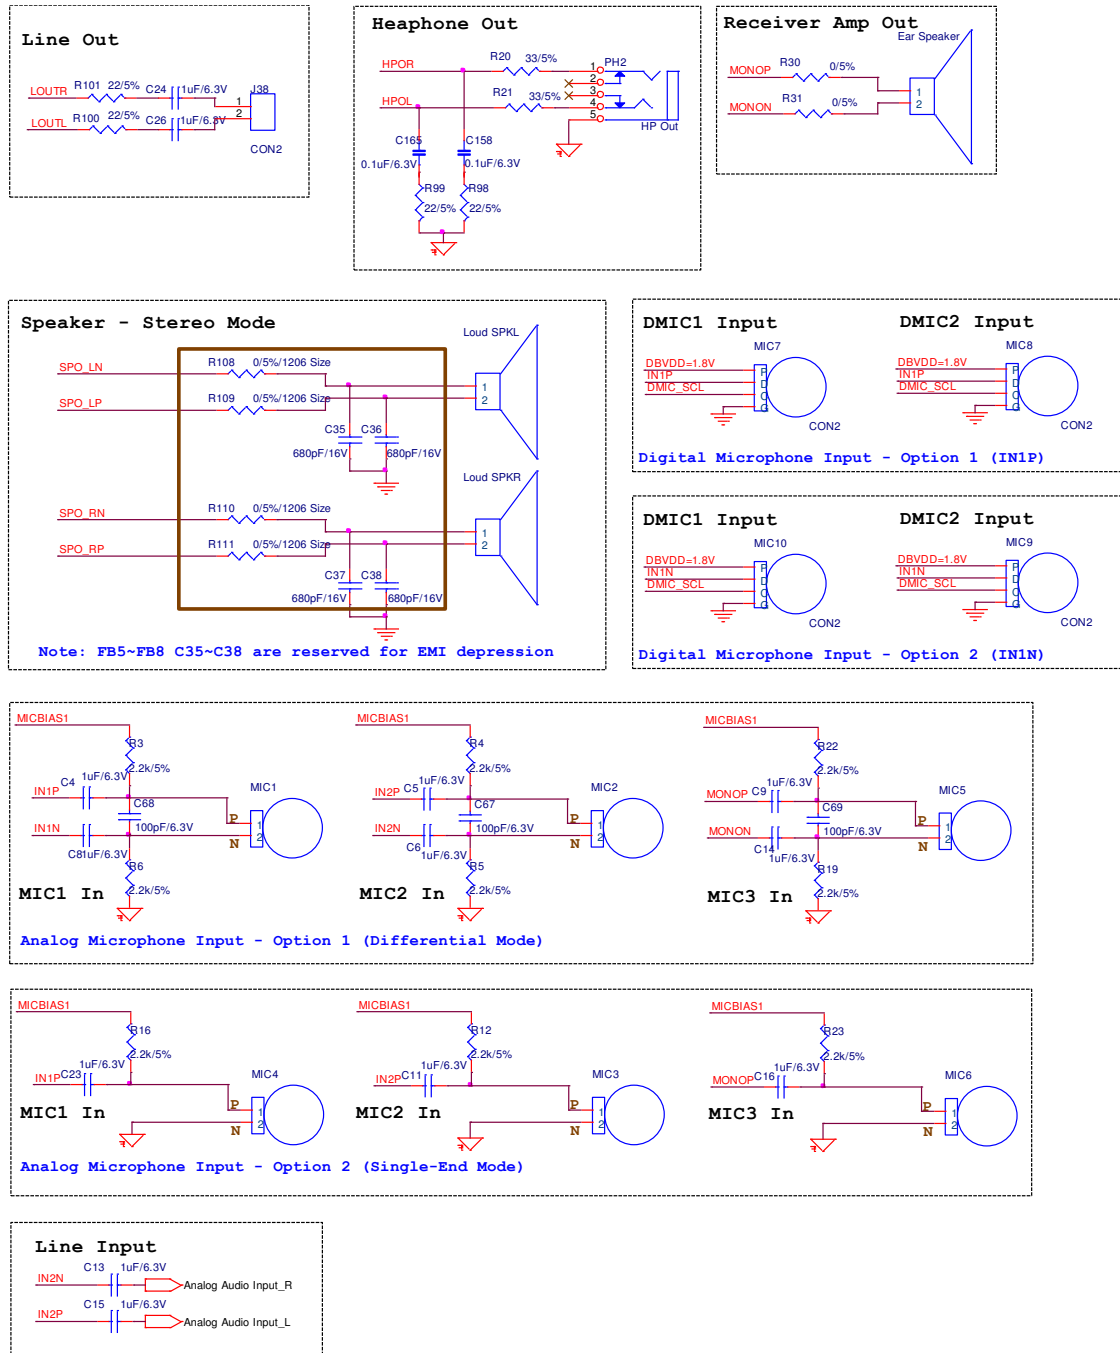 Line Out
LOUTR
R101
22/5%
C24
1uF/6.3V
J38
1
2
LOUTL
R100
22/5%
C26
1uF/6.3V
CON2
Heaphone Out
HPOR
R20
33/5%
PH2
1
2
3
4
5
HPOL
R21
33/5%
HP Out
C165
C158
0.1uF/6.3V
0.1uF/6.3V
R99
R98
22/5%
22/5%
Receiver Amp Out
Ear Speaker
MONOP
R30
0/5%
1
2
MONON
R31
0/5%
Speaker - Stereo Mode
Loud SPKL
SPO_LN
R108
0/5%/1206 Size
1
2
SPO_LP
R109
0/5%/1206 Size
C35
C36
680pF/16V
680pF/16V
Loud SPKR
SPO_RN
R110
0/5%/1206 Size
1
2
SPO_RP
R111
0/5%/1206 Size
C37
C38
680pF/16V
680pF/16V
Note: FB5~FB8 C35~C38 are reserved for EMI depression
DMIC1 Input
DMIC2 Input
MIC7
MIC8
DBVDD=1.8V
IN1P
DMIC_SCL
P
D
C
G
CON2
DBVDD=1.8V
IN1P
DMIC_SCL
P
D
C
G
CON2
Digital Microphone Input - Option 1 (IN1P)
DMIC1 Input
DMIC2 Input
MIC10
MIC9
DBVDD=1.8V
IN1N
DMIC_SCL
P
D
C
G
CON2
DBVDD=1.8V
IN1N
DMIC_SCL
P
D
C
G
CON2
Digital Microphone Input - Option 2 (IN1N)
MICBIAS1
R3
2.2k/5%
1uF/6.3V
C4
IN1P
C68
MIC1
P
1
2
N
IN1N
100pF/6.3V
C8
1uF/6.3V
R6
2.2k/5%
MIC1 In
MICBIAS1
R4
2.2k/5%
1uF/6.3V
C5
IN2P
C67
MIC2
P
1
2
N
IN2N
100pF/6.3V
C6
1uF/6.3V
R5
2.2k/5%
MIC2 In
MICBIAS1
R22
2.2k/5%
1uF/6.3V
C9
MONOP
C69
MIC5
P
1
2
N
MONON
100pF/6.3V
C14
1uF/6.3V
R19
2.2k/5%
MIC3 In
Analog Microphone Input - Option 1 (Differential Mode)
MICBIAS1
R16
2.2k/5%
1uF/6.3V
IN1P
C23
MIC4
P
1
2
N
MIC1 In
MICBIAS1
R12
2.2k/5%
1uF/6.3V
IN2P
C11
MIC3
P
1
2
N
MIC2 In
MICBIAS1
R23
2.2k/5%
1uF/6.3V
MONOP
C16
MIC6
P
1
2
N
MIC3 In
Analog Microphone Input - Option 2 (Single-End Mode)
Line Input
C13
1uF/6.3V
IN2N
Analog Audio Input_R
C15
1uF/6.3V
IN2P
Analog Audio Input_L